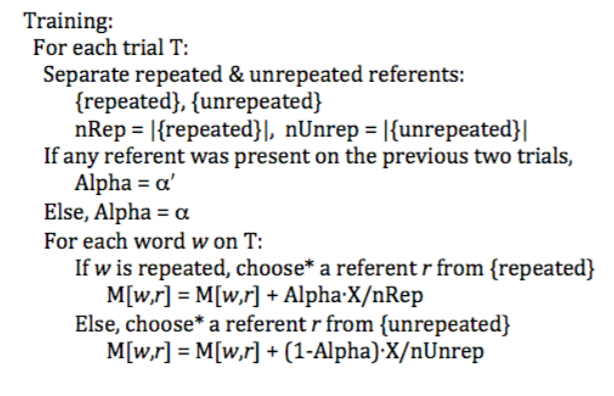 Training:
For each trial T:
Separate repeated & unrepeated referents:
{repeated}, {unrepeated}
nRep = |{repeated}|, nUnrep = |{unrepeated}|
If any referent was present on the previous two trials,
Alpha = α′
Else, Alpha = α
For each word w on T:
If w is repeated, choose* a referent r from {repeated}
M[w,r] = M[w,r] + Alpha·X/nRep
Else, choose* a referent r from {unrepeated}
M[w,r] = M[w,r] + (1-Alpha)·X/nUnrep